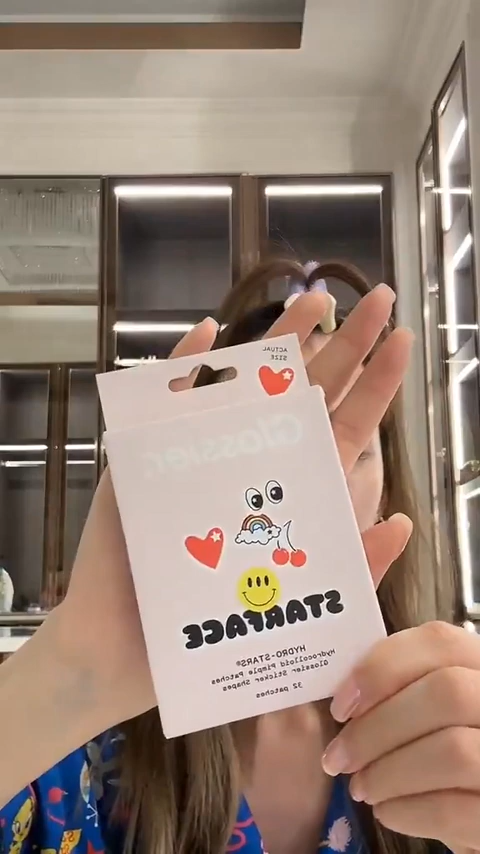 ACTUAL
SIZE
Glossier.
STARFACE
HYDRO-STARS®
Hydrocolloid Pimple Patches
Glossier Sticker Shapes
32 patches